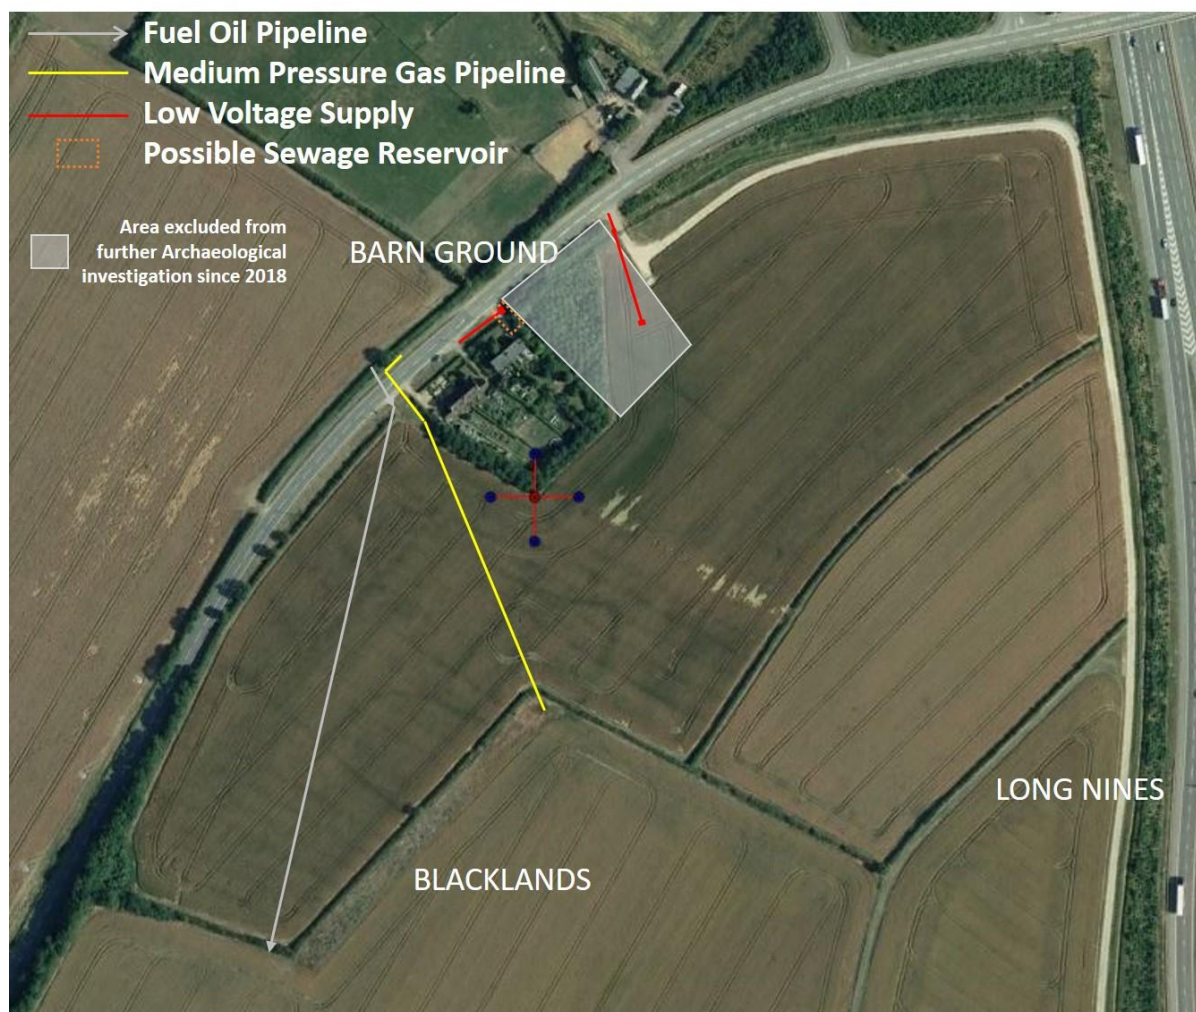 Fuel Oil Pipeline
Medium Pressure Gas Pipeline
Low Voltage Supply
Possible Sewage Reservoir
Area excluded from
further Archaeological
investigation since 2018
BARN GROUND
LONG NINES
BLACKLANDS